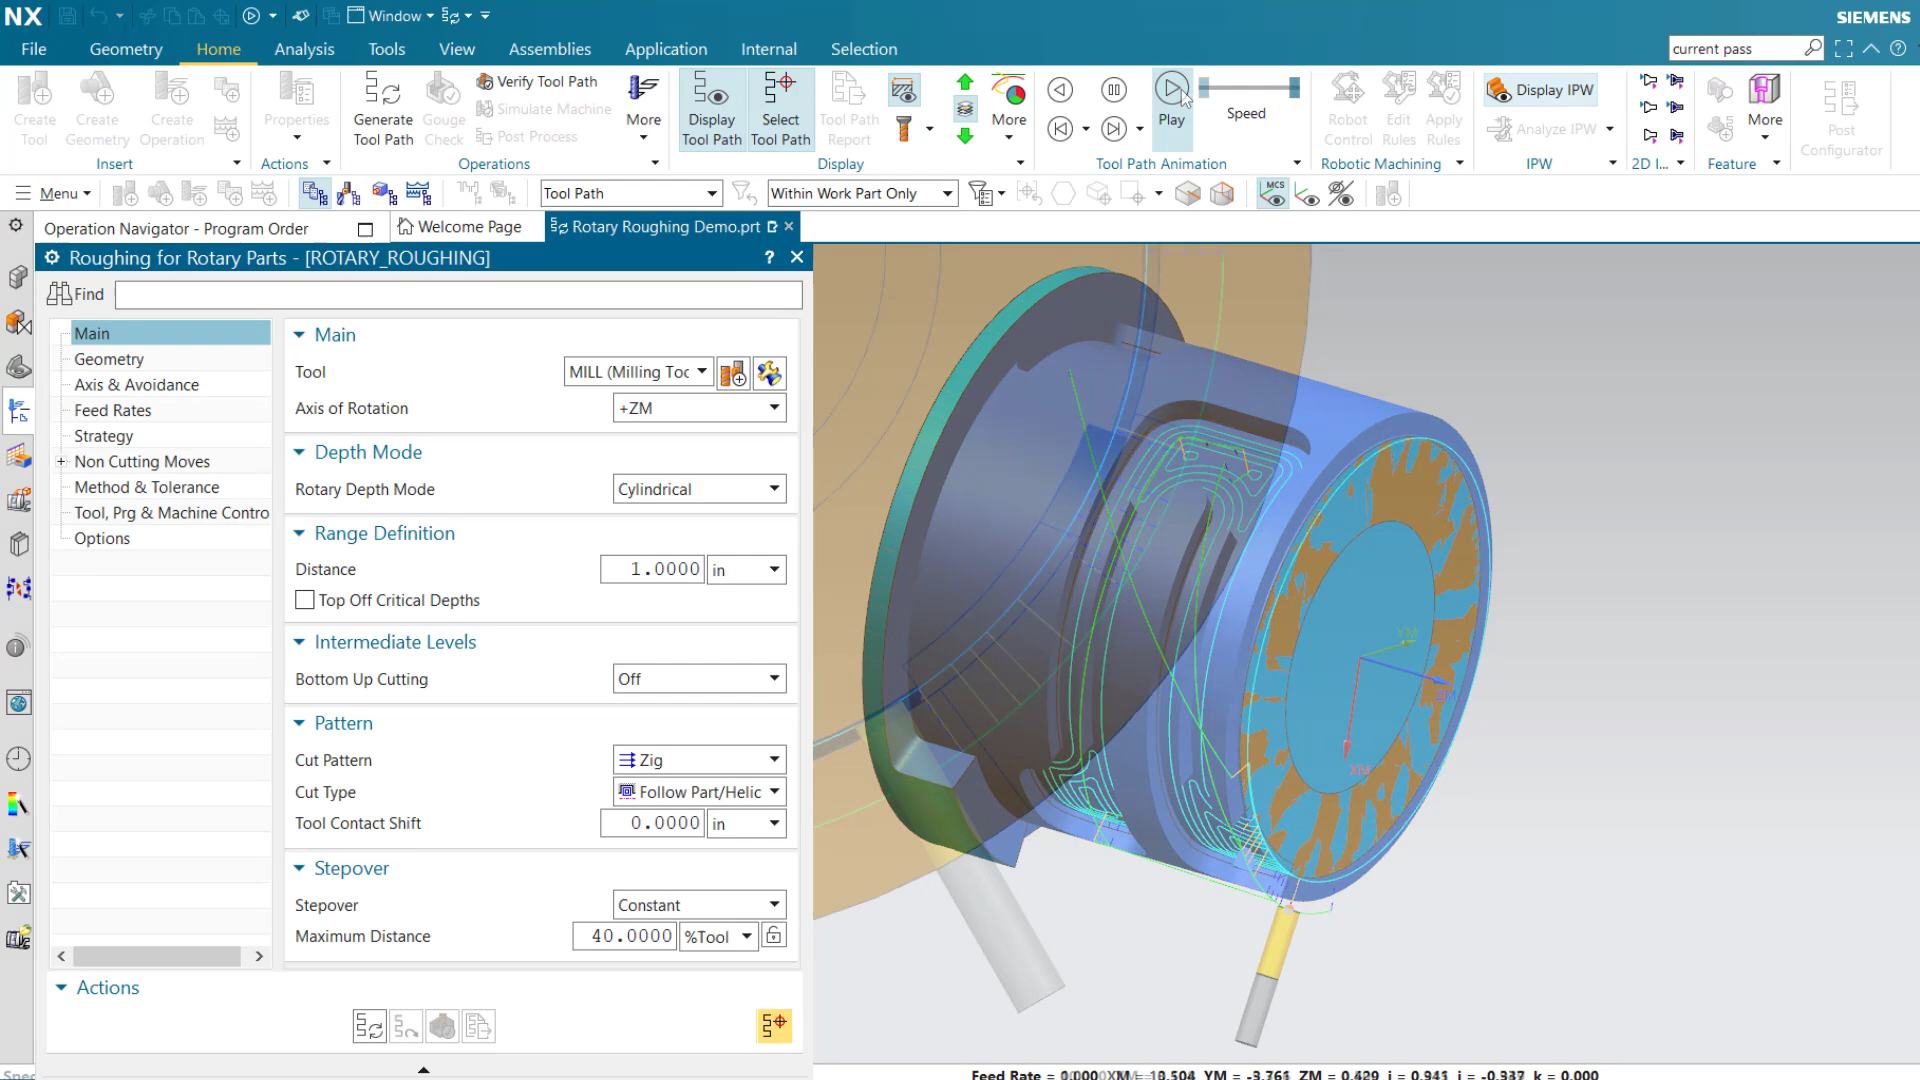 NX
Window
SIEMENS
File
Geometry
Home
Analysis
Tools
View
Assemblies
Application
Internal
Selection
current pass
Create Tool
Create Geometry
Create Operation
Insert
Properties
Actions
Generate Tool Path
Gouge Check
Verify Tool Path
Simulate Machine
Post Process
More
Operations
Display Tool Path
Select Tool Path
Tool Path Report
More
Display
Play
Speed
Tool Path Animation
Robot Control
Edit Rules
Apply Rules
Robotic Machining
Display IPW
Analyze IPW
IPW
2D I...
More
Feature
Post Configurator
Menu
Tool Path
Within Work Part Only
MCS
Operation Navigator - Program Order
Welcome Page
Rotary Roughing Demo.prt
Roughing for Rotary Parts - [ROTARY_ROUGHING]
?
Find
Main
Geometry
Axis & Avoidance
Feed Rates
Strategy
Non Cutting Moves
Method & Tolerance
Tool, Prg & Machine Contro
Options
Main
Tool
MILL (Milling Toc
Axis of Rotation
+ZM
Depth Mode
Rotary Depth Mode
Cylindrical
Range Definition
Distance
1.0000 in
Top Off Critical Depths
Intermediate Levels
Bottom Up Cutting
Off
Pattern
Cut Pattern
Zig
Cut Type
Follow Part/Helic
Tool Contact Shift
0.0000 in
Stepover
Stepover
Constant
Maximum Distance
40.0000 %Tool
Actions
YM
XM